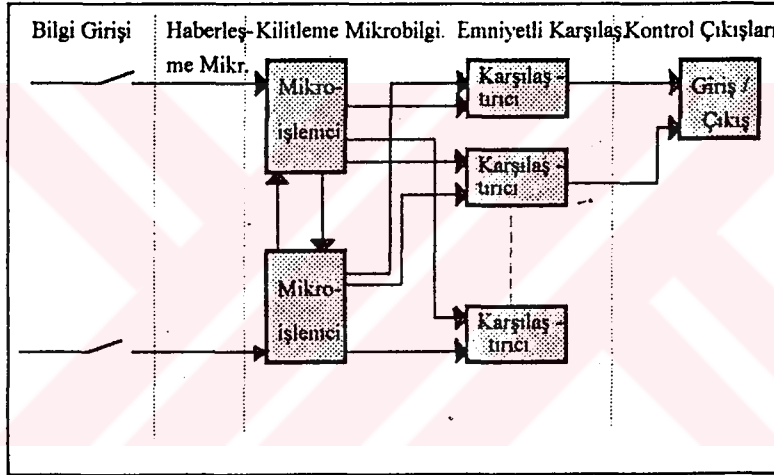 Bilgi Girişi
Haberleş-
me Mikr.
Kilitleme Mikrobilgi.
Emniyetli Karşılaş.
Kontrol Çıkışları
Mikro-
işlemci
Karşılaş -
tırıcı
Giriş /
Çıkış
Karşılaş -
tırıcı
Mikro-
işlemci
Karşılaş -
tırıcı